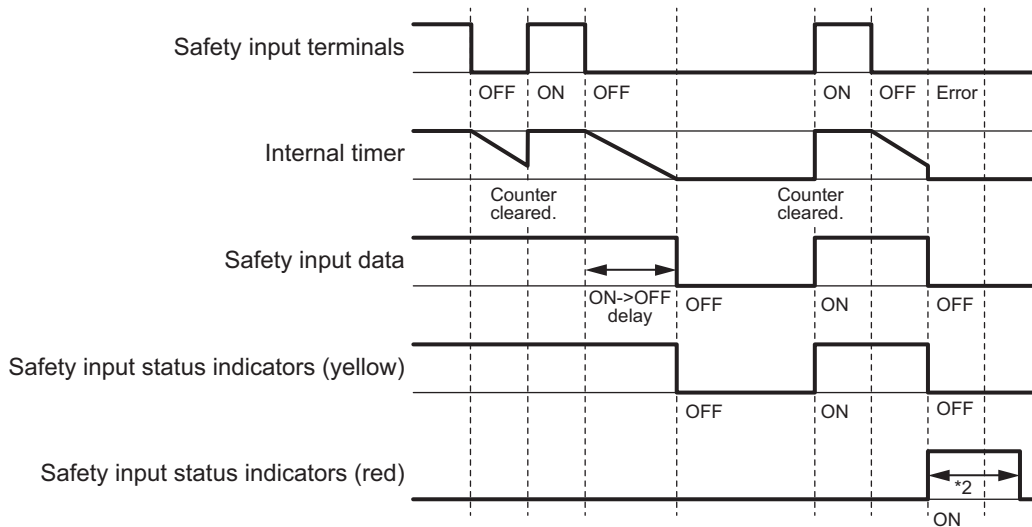 Safety input terminals
OFF ON OFF ON OFF Error
Internal timer
Counter cleared.
Counter cleared.
Safety input data
ON->OFF delay
OFF ON OFF
Safety input status indicators (yellow)
OFF ON OFF
Safety input status indicators (red)
*2
ON